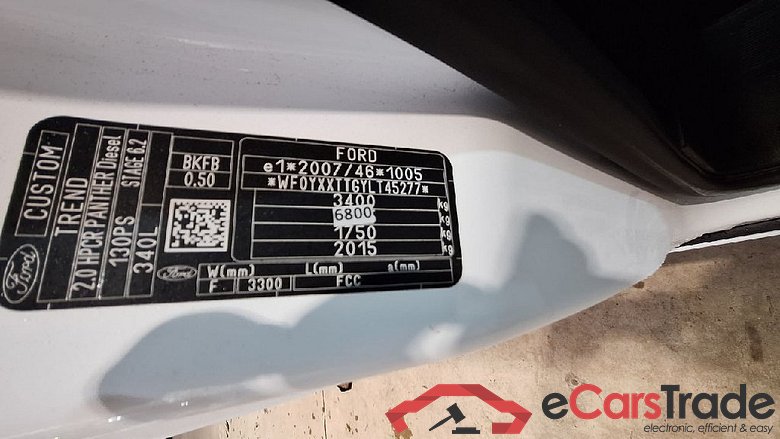 Ford
CUSTOM
TREND
2.0 HPCR PANTHER Diesel
130PS STAGE 6.2
340L
BKFB
0.50
FORD
e1*2007/46*1005
*WF0YXXTTGYLT45277*
3400 kg
6800 kg
1750 kg
2015 kg
Ford
W(mm) L(mm) a(mm)
F 3300 FCC
eCarsTrade
electronic, efficient & easy